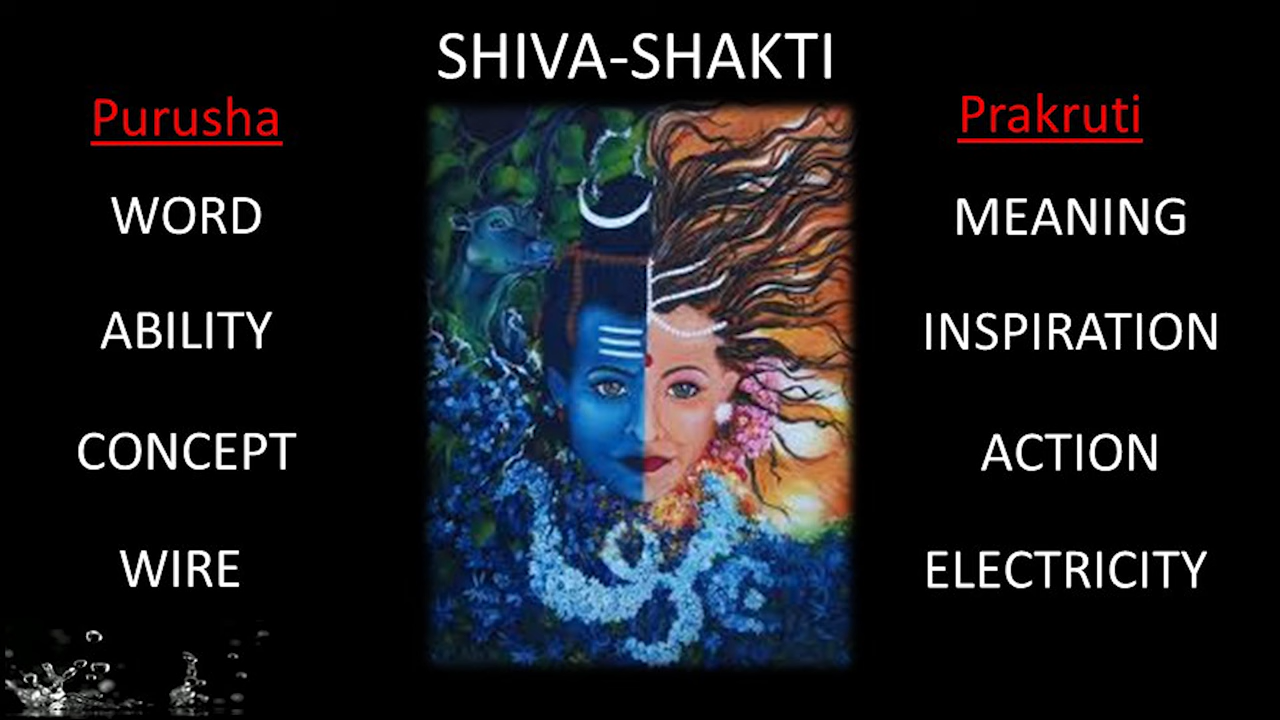 SHIVA-SHAKTI
Purusha
Prakruti
WORD
MEANING
ABILITY
INSPIRATION
CONCEPT
ACTION
WIRE
ELECTRICITY